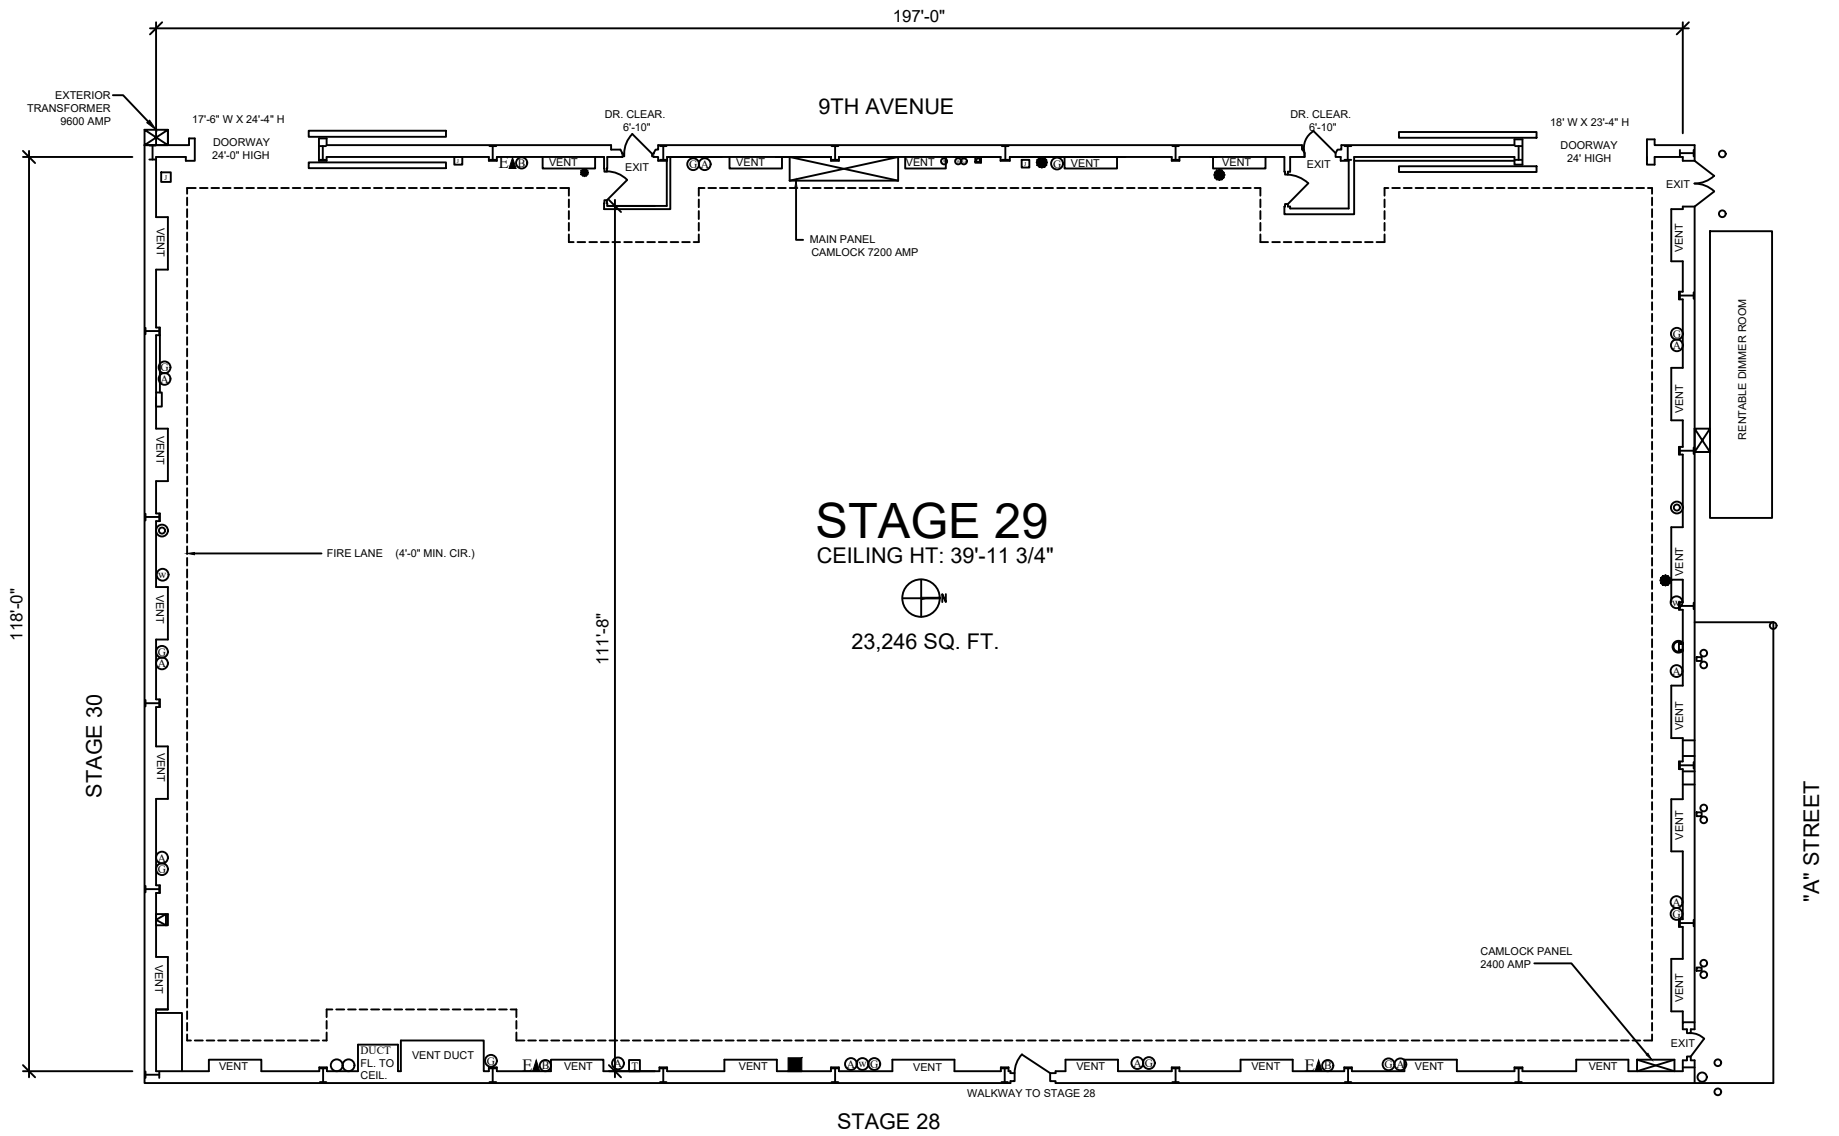 197'-0"
EXTERIOR
TRANSFORMER
9600 AMP
17'-6" W X 24'-4" H
DOORWAY
24'-0" HIGH
DR. CLEAR.
6'-10"
EXIT
9TH AVENUE
DR. CLEAR.
6'-10"
EXIT
18' W X 23'-4" H
DOORWAY
24' HIGH
EXIT
E B
VENT
G A
VENT
VENT
G
VENT
VENT
MAIN PANEL
CAMLOCK 7200 AMP
VENT
G
A
VENT
W
VENT
G
A
VENT
A
G
VENT
118'-0"
STAGE 30
FIRE LANE (4'-0" MIN. CIR.)
111'-8"
STAGE 29
CEILING HT: 39'-11 3/4"
N
23,246 SQ. FT.
VENT
G
A
VENT
VENT
W
A
VENT
VENT
A
G
VENT
RENTABLE DIMMER ROOM
"A" STREET
CAMLOCK PANEL
2400 AMP
EXIT
VENT
DUCT
FL. TO
CEIL.
VENT DUCT
G
E B
VENT
A
T
VENT
A W G
VENT
VENT
A G
VENT
E B
G A
VENT
VENT
WALKWAY TO STAGE 28
STAGE 28